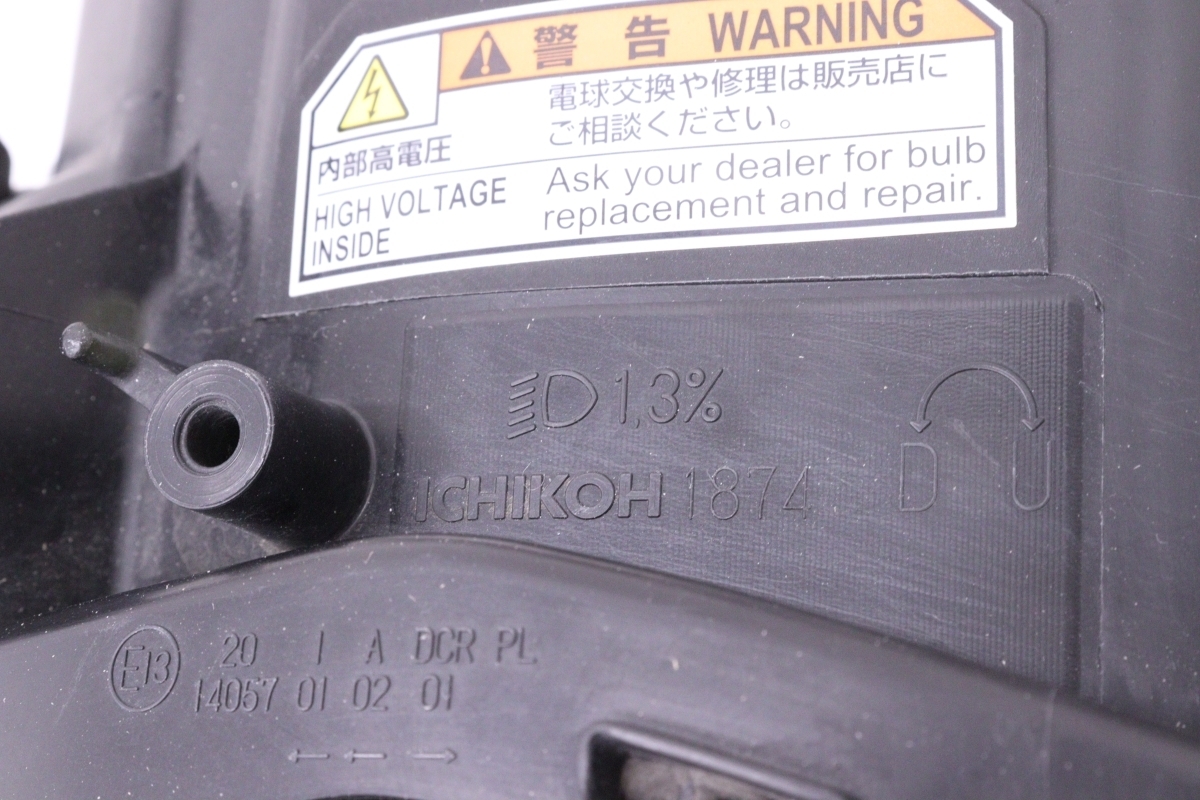 警告 WARNING
電球交換や修理は販売店に
ご相談ください。
内部高電圧
HIGH VOLTAGE
INSIDE
Ask your dealer for bulb
replacement and repair.
1,3%
ICHIKOH 1874
D U
E13
20 I A DCR PL
14057 01 02 01
← ← →